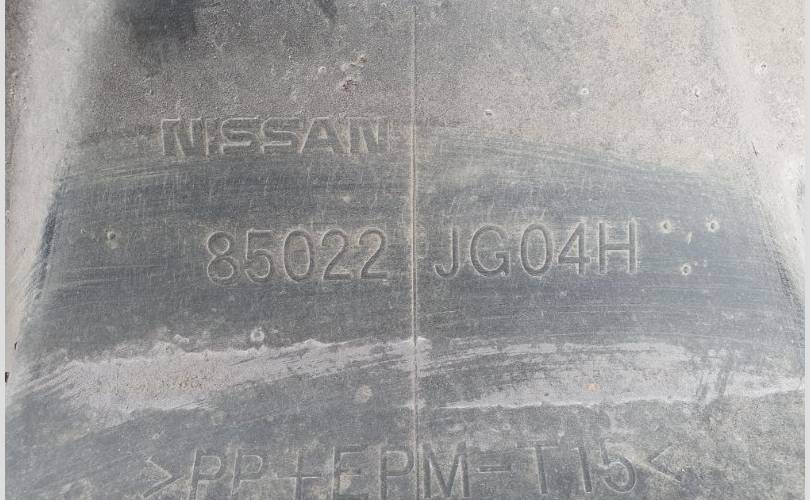 NISSAN
85022 JG04H
>PP+EPM-T15<